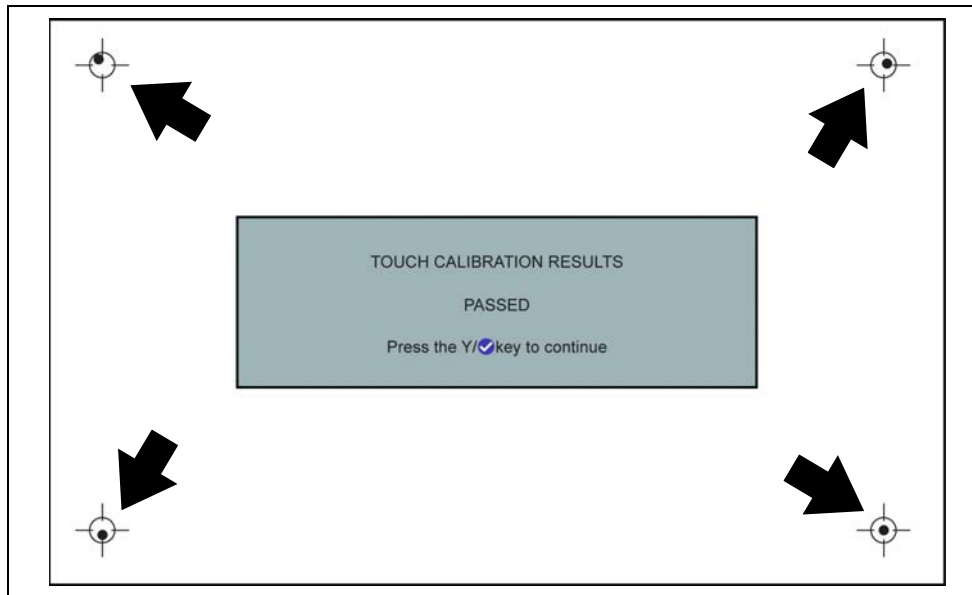 TOUCH CALIBRATION RESULTS
PASSED
Press the Y/✓key to continue